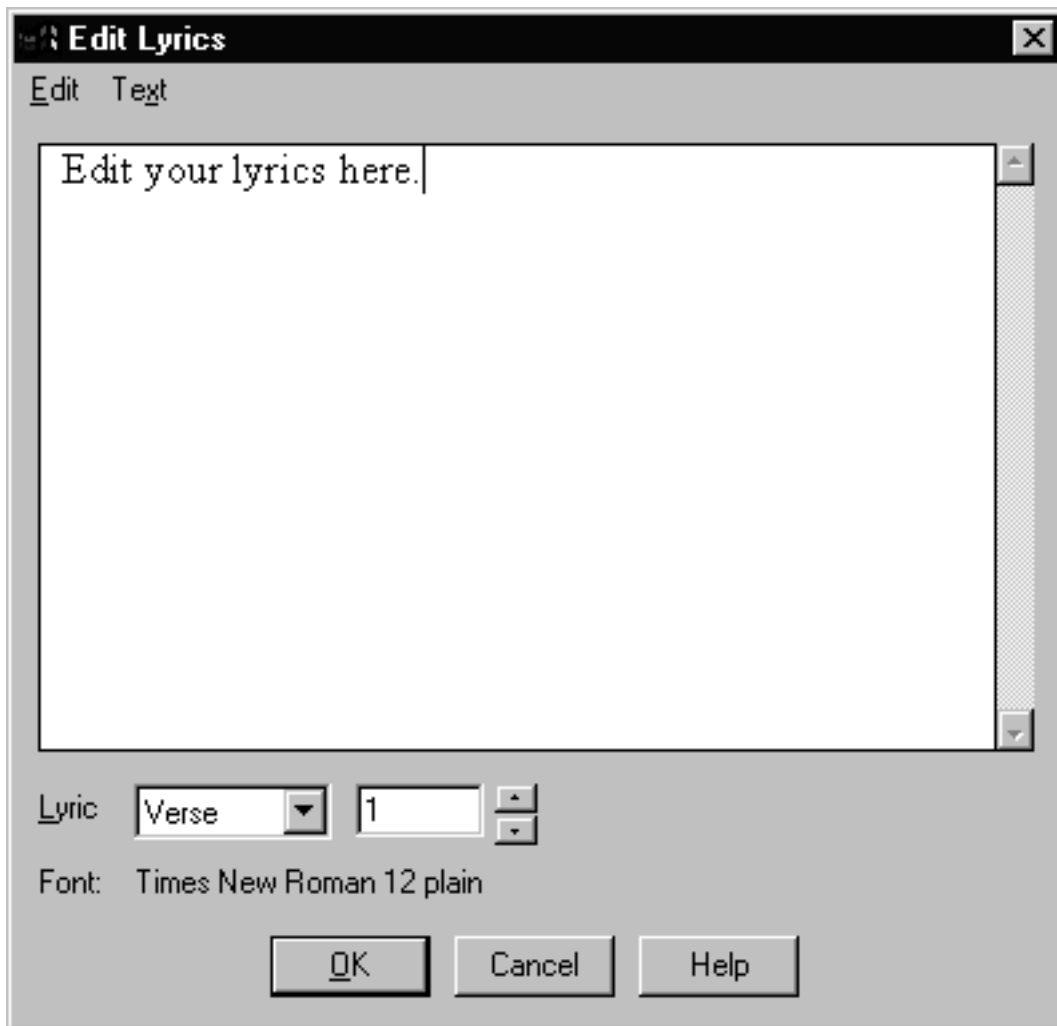 Edit Lyrics
Edit Text
Edit your lyrics here.
Lyric Verse 1
Font: Times New Roman 12 plain
OK Cancel Help